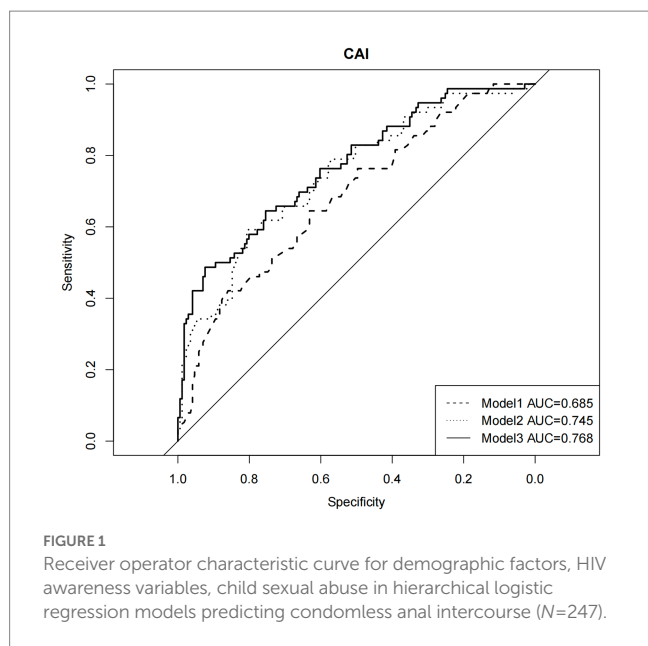 CAI
1.0
0.8
0.6
0.4
0.2
0.0
Sensitivity
1.0 0.8 0.6 0.4 0.2 0.0
Specificity
Model1 AUC=0.685
Model2 AUC=0.745
Model3 AUC=0.768
FIGURE 1
Receiver operator characteristic curve for demographic factors, HIV
awareness variables, child sexual abuse in hierarchical logistic
regression models predicting condomless anal intercourse (N=247).